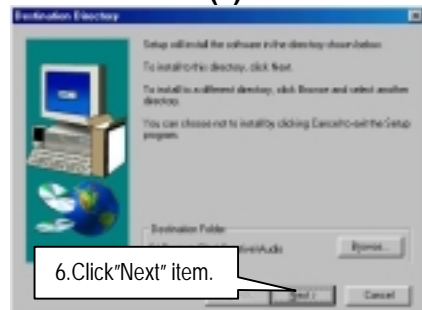 Destination Directory
Setup will install the software in the directory shown below.
To install to this directory, click Next.
To install to a different directory, click Browse and select another
directory.
You can choose not to install by clicking Cancel to exit the Setup
program.
Destination Folder
Browse...
6.Click"Next" item.
Next >
Cancel